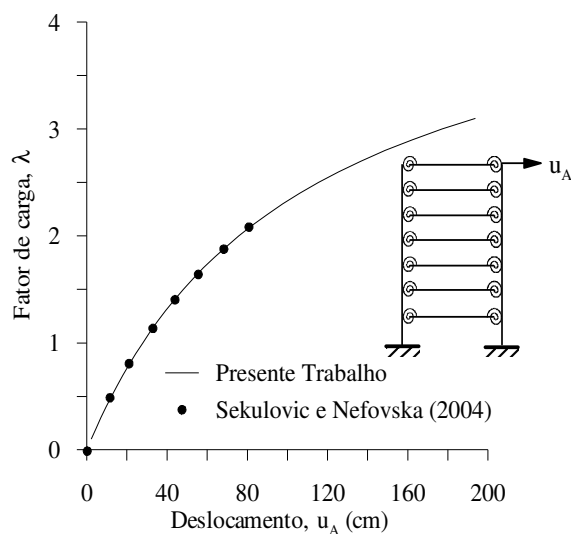 4
3
2
1
0
Fator de carga, λ
u_A
Presente Trabalho
Sekulovic e Nefovska (2004)
0 40 80 120 160 200
Deslocamento, u_A (cm)